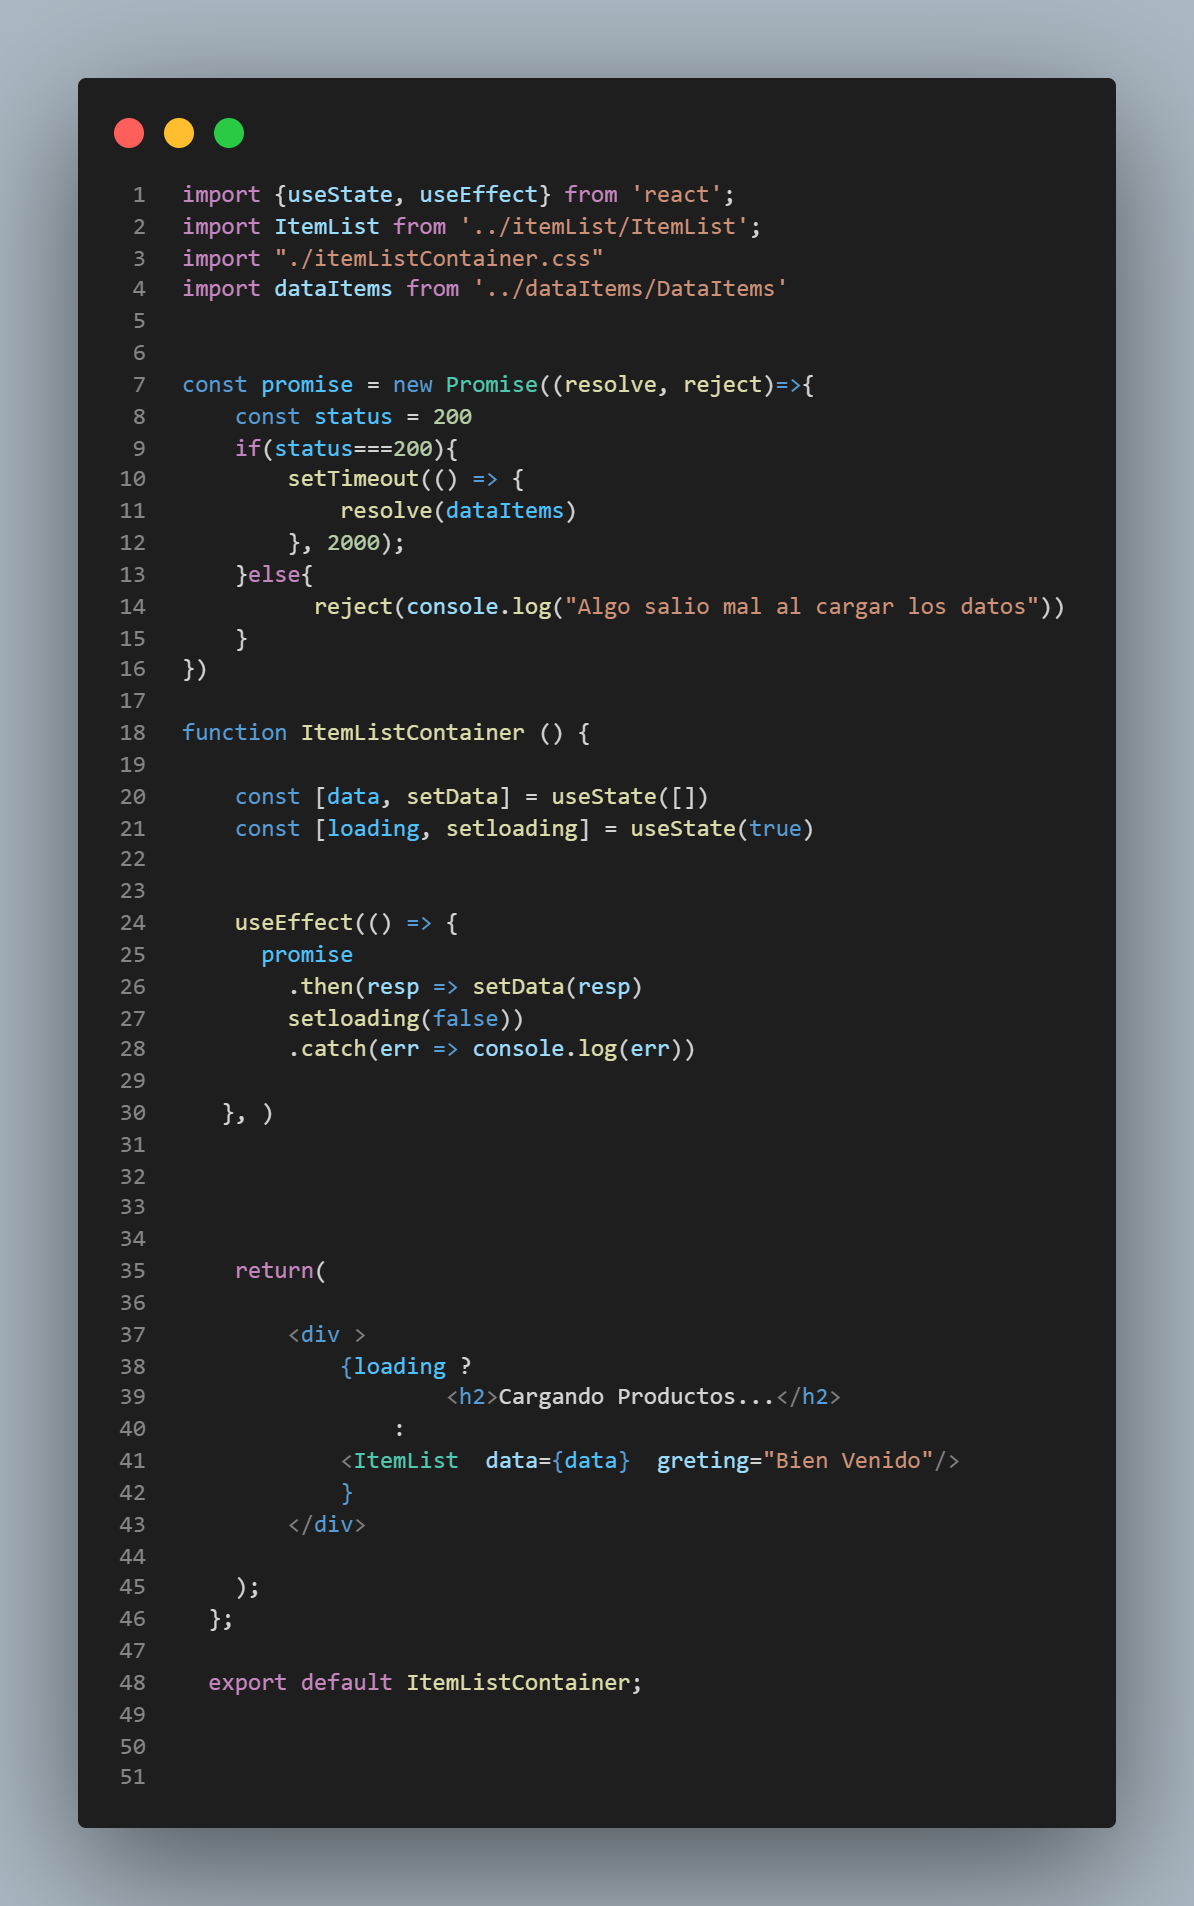 1 import {useState, useEffect} from 'react';
2 import ItemList from '../itemList/ItemList';
3 import "./itemListContainer.css"
4 import dataItems from '../dataItems/DataItems'
5
6
7 const promise = new Promise((resolve, reject)=>{
8     const status = 200
9     if(status===200){
10         setTimeout(() => {
11             resolve(dataItems)
12         }, 2000);
13     }else{
14           reject(console.log("Algo salio mal al cargar los datos"))
15     }
16 })
17
18 function ItemListContainer () {
19
20     const [data, setData] = useState([])
21     const [loading, setloading] = useState(true)
22
23
24     useEffect(() => {
25       promise
26         .then(resp => setData(resp)
27         setloading(false))
28         .catch(err => console.log(err))
29
30    }, )
31
32
33
34
35     return(
36
37         <div >
38             {loading ?
39                     <h2>Cargando Productos...</h2>
40                 :
41             <ItemList  data={data}  greting="Bien Venido"/>
42             }
43         </div>
44
45     );
46   };
47
48   export default ItemListContainer;
49
50
51